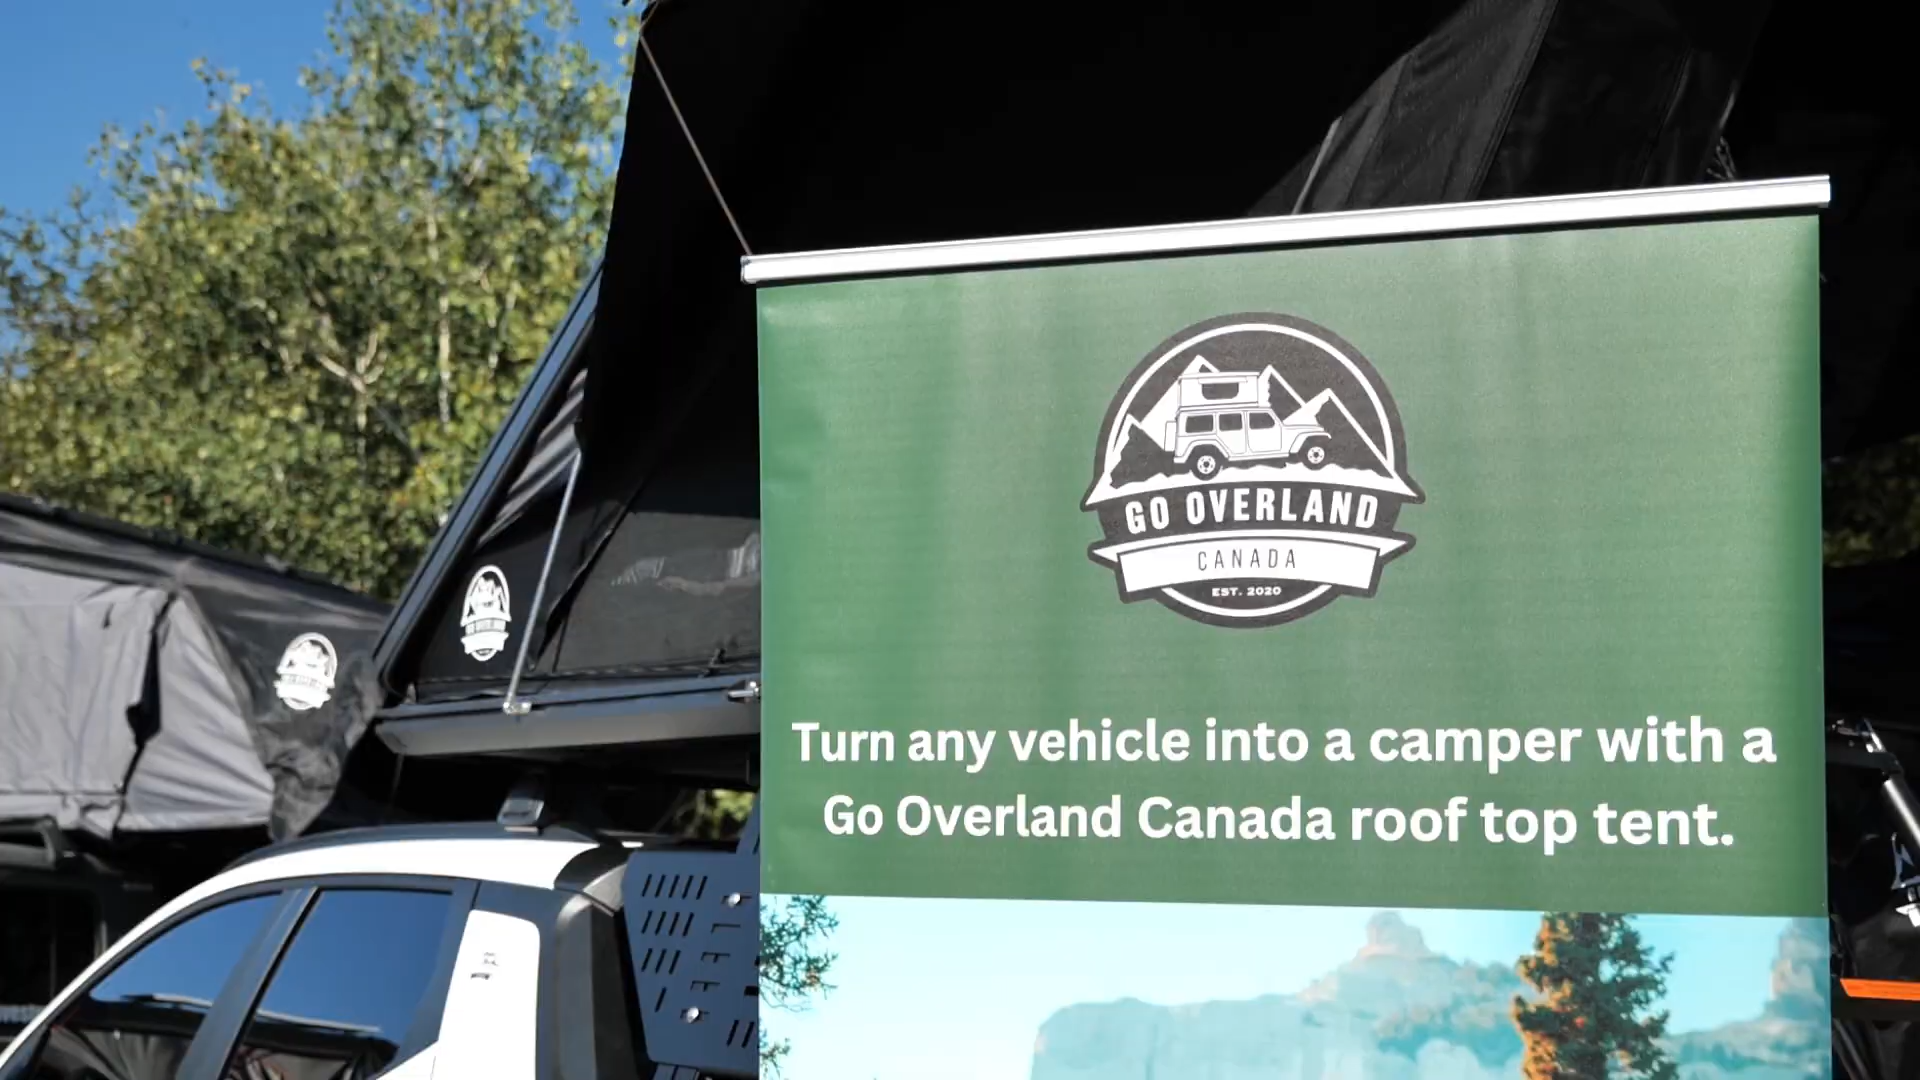 GO OVERLAND
CANADA
EST. 2020
Turn any vehicle into a camper with a
Go Overland Canada roof top tent.